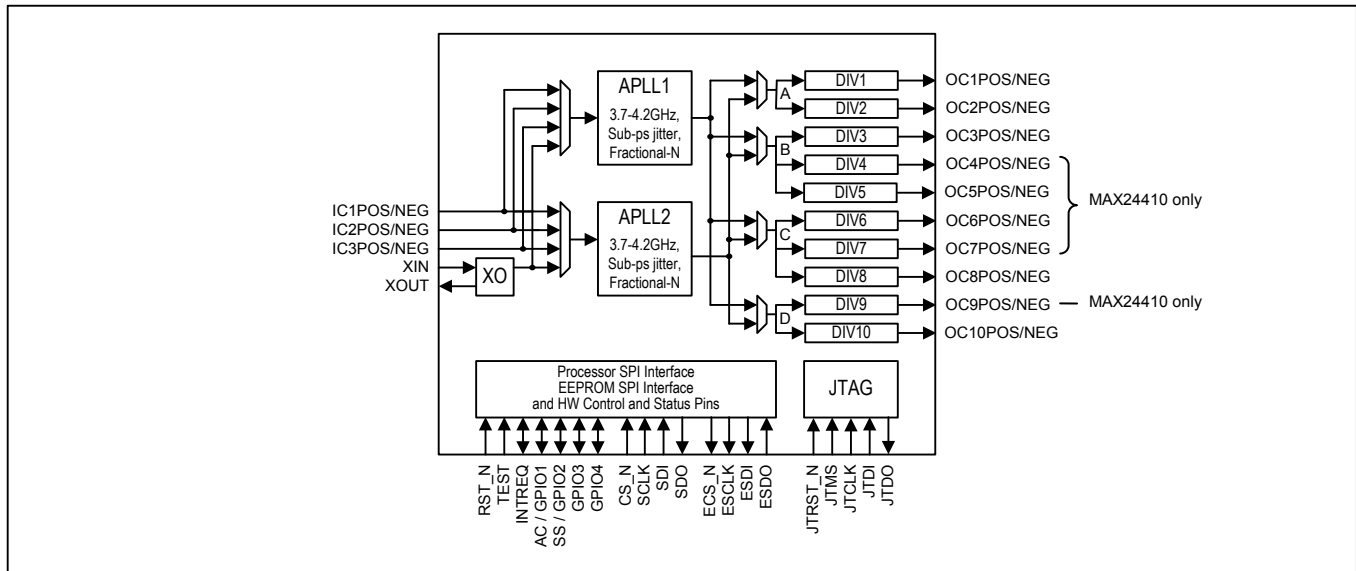 APLL1
3.7-4.2GHz,
Sub-ps jitter,
Fractional-N
APLL2
3.7-4.2GHz,
Sub-ps jitter,
Fractional-N
IC1POS/NEG
IC2POS/NEG
IC3POS/NEG
XIN
XOUT
XO
A
B
C
D
DIV1
DIV2
DIV3
DIV4
DIV5
DIV6
DIV7
DIV8
DIV9
DIV10
OC1POS/NEG
OC2POS/NEG
OC3POS/NEG
OC4POS/NEG
OC5POS/NEG
OC6POS/NEG
OC7POS/NEG
OC8POS/NEG
OC9POS/NEG
OC10POS/NEG
MAX24410 only
MAX24410 only
Processor SPI Interface
EEPROM SPI Interface
and HW Control and Status Pins
JTAG
RST_N
TEST
INTREQ
AC / GPIO1
SS / GPIO2
GPIO3
GPIO4
CS_N
SCLK
SDI
SDO
ECS_N
ESCLK
ESDI
ESDO
JTRST_N
JTMS
JTCLK
JTDI
JTDO